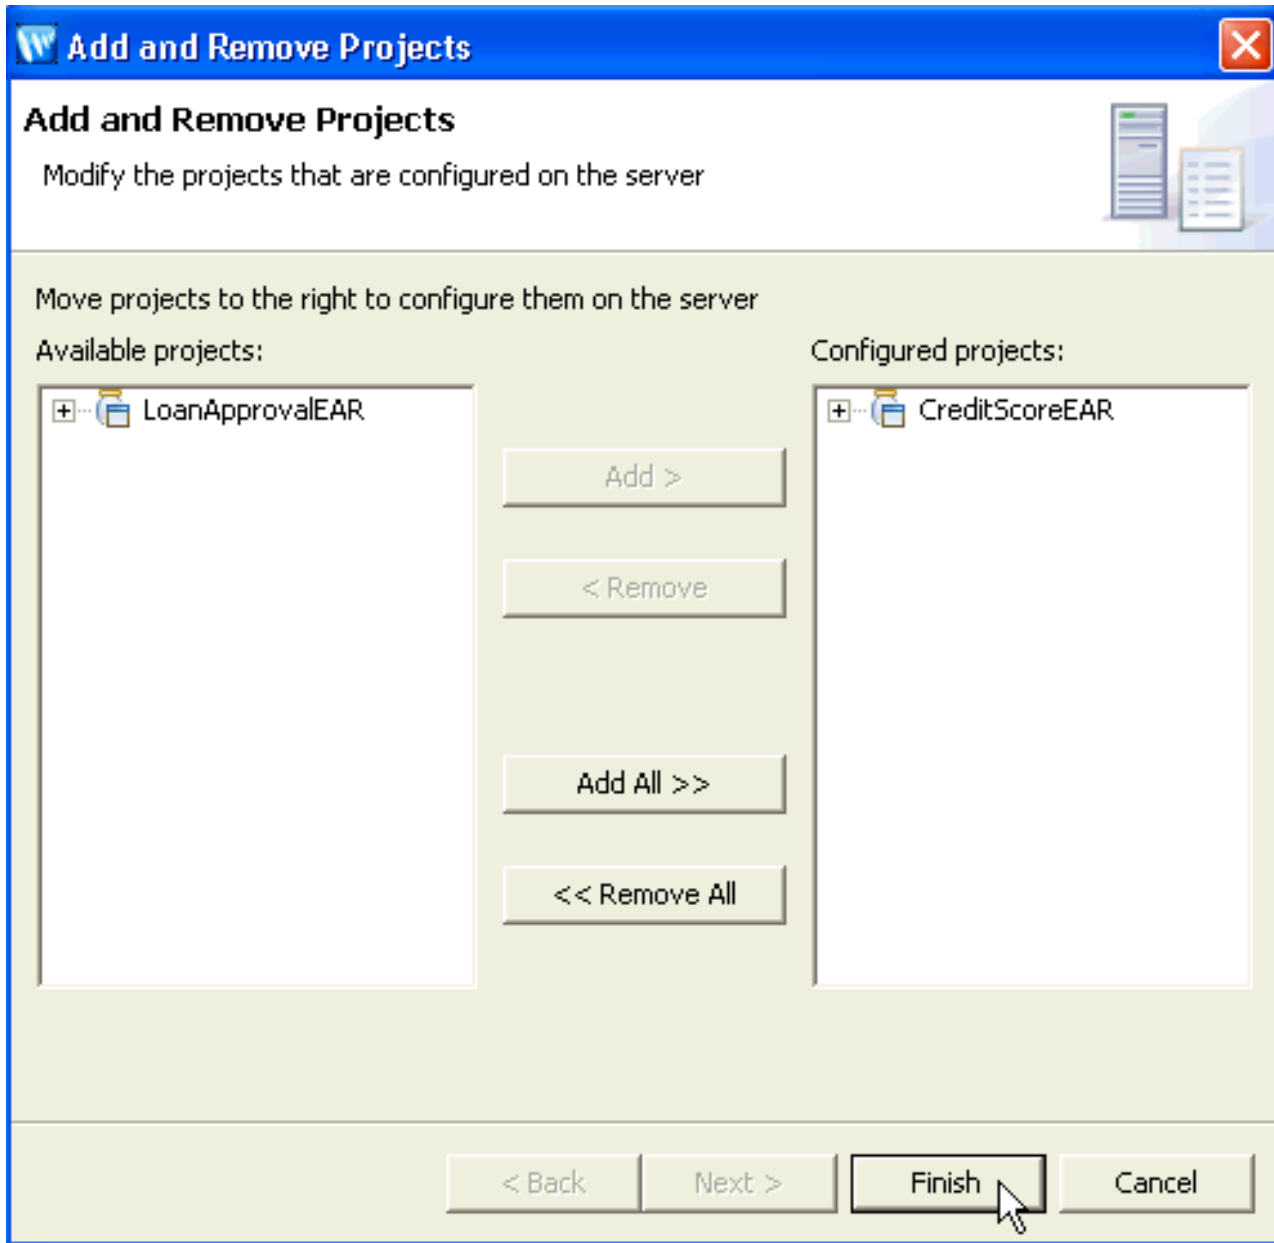 Add and Remove Projects
Add and Remove Projects
Modify the projects that are configured on the server
Move projects to the right to configure them on the server
Available projects:
Configured projects:
LoanApprovalEAR
CreditScoreEAR
Add >
< Remove
Add All >>
<< Remove All
< Back
Next >
Finish
Cancel